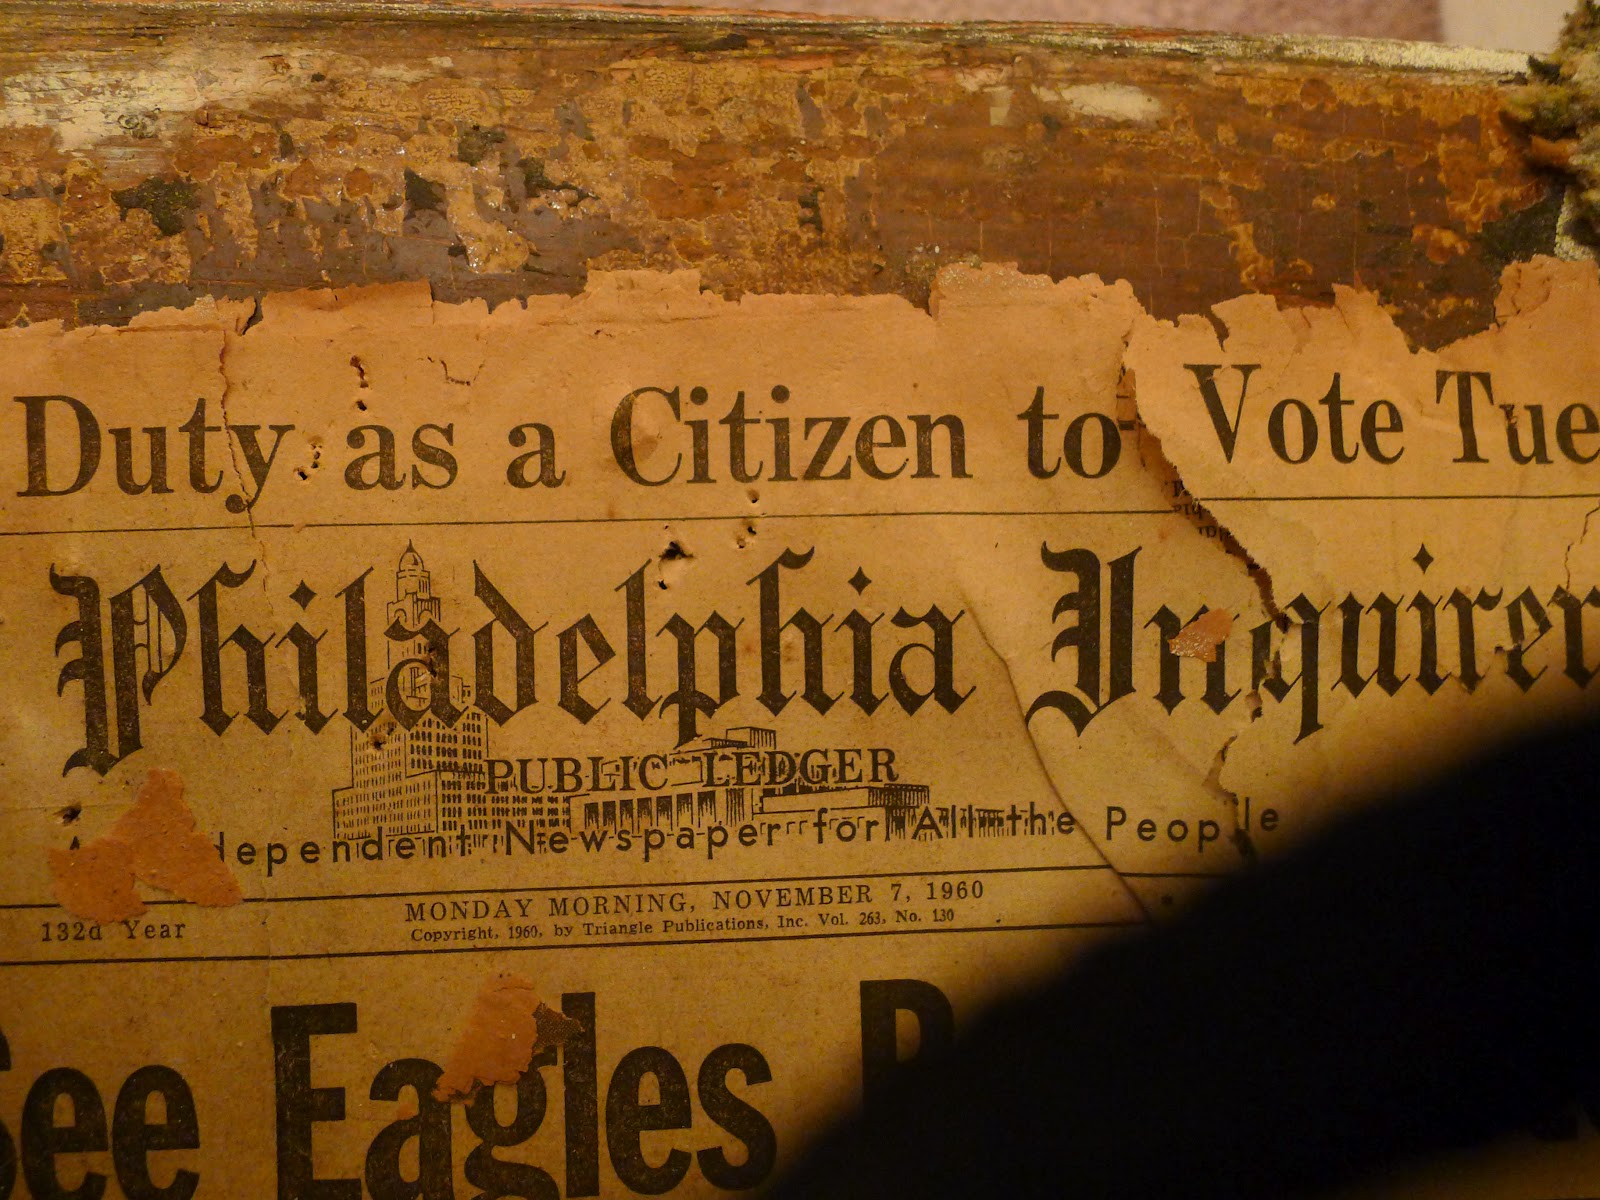 Duty as a Citizen to Vote Tue
Philadelphia Inquirer
PUBLIC LEDGER
dependent Newspaper for All the People
132d Year
MONDAY MORNING, NOVEMBER 7, 1960
Copyright, 1960, by Triangle Publications, Inc. Vol. 263, No. 130
See Eagles